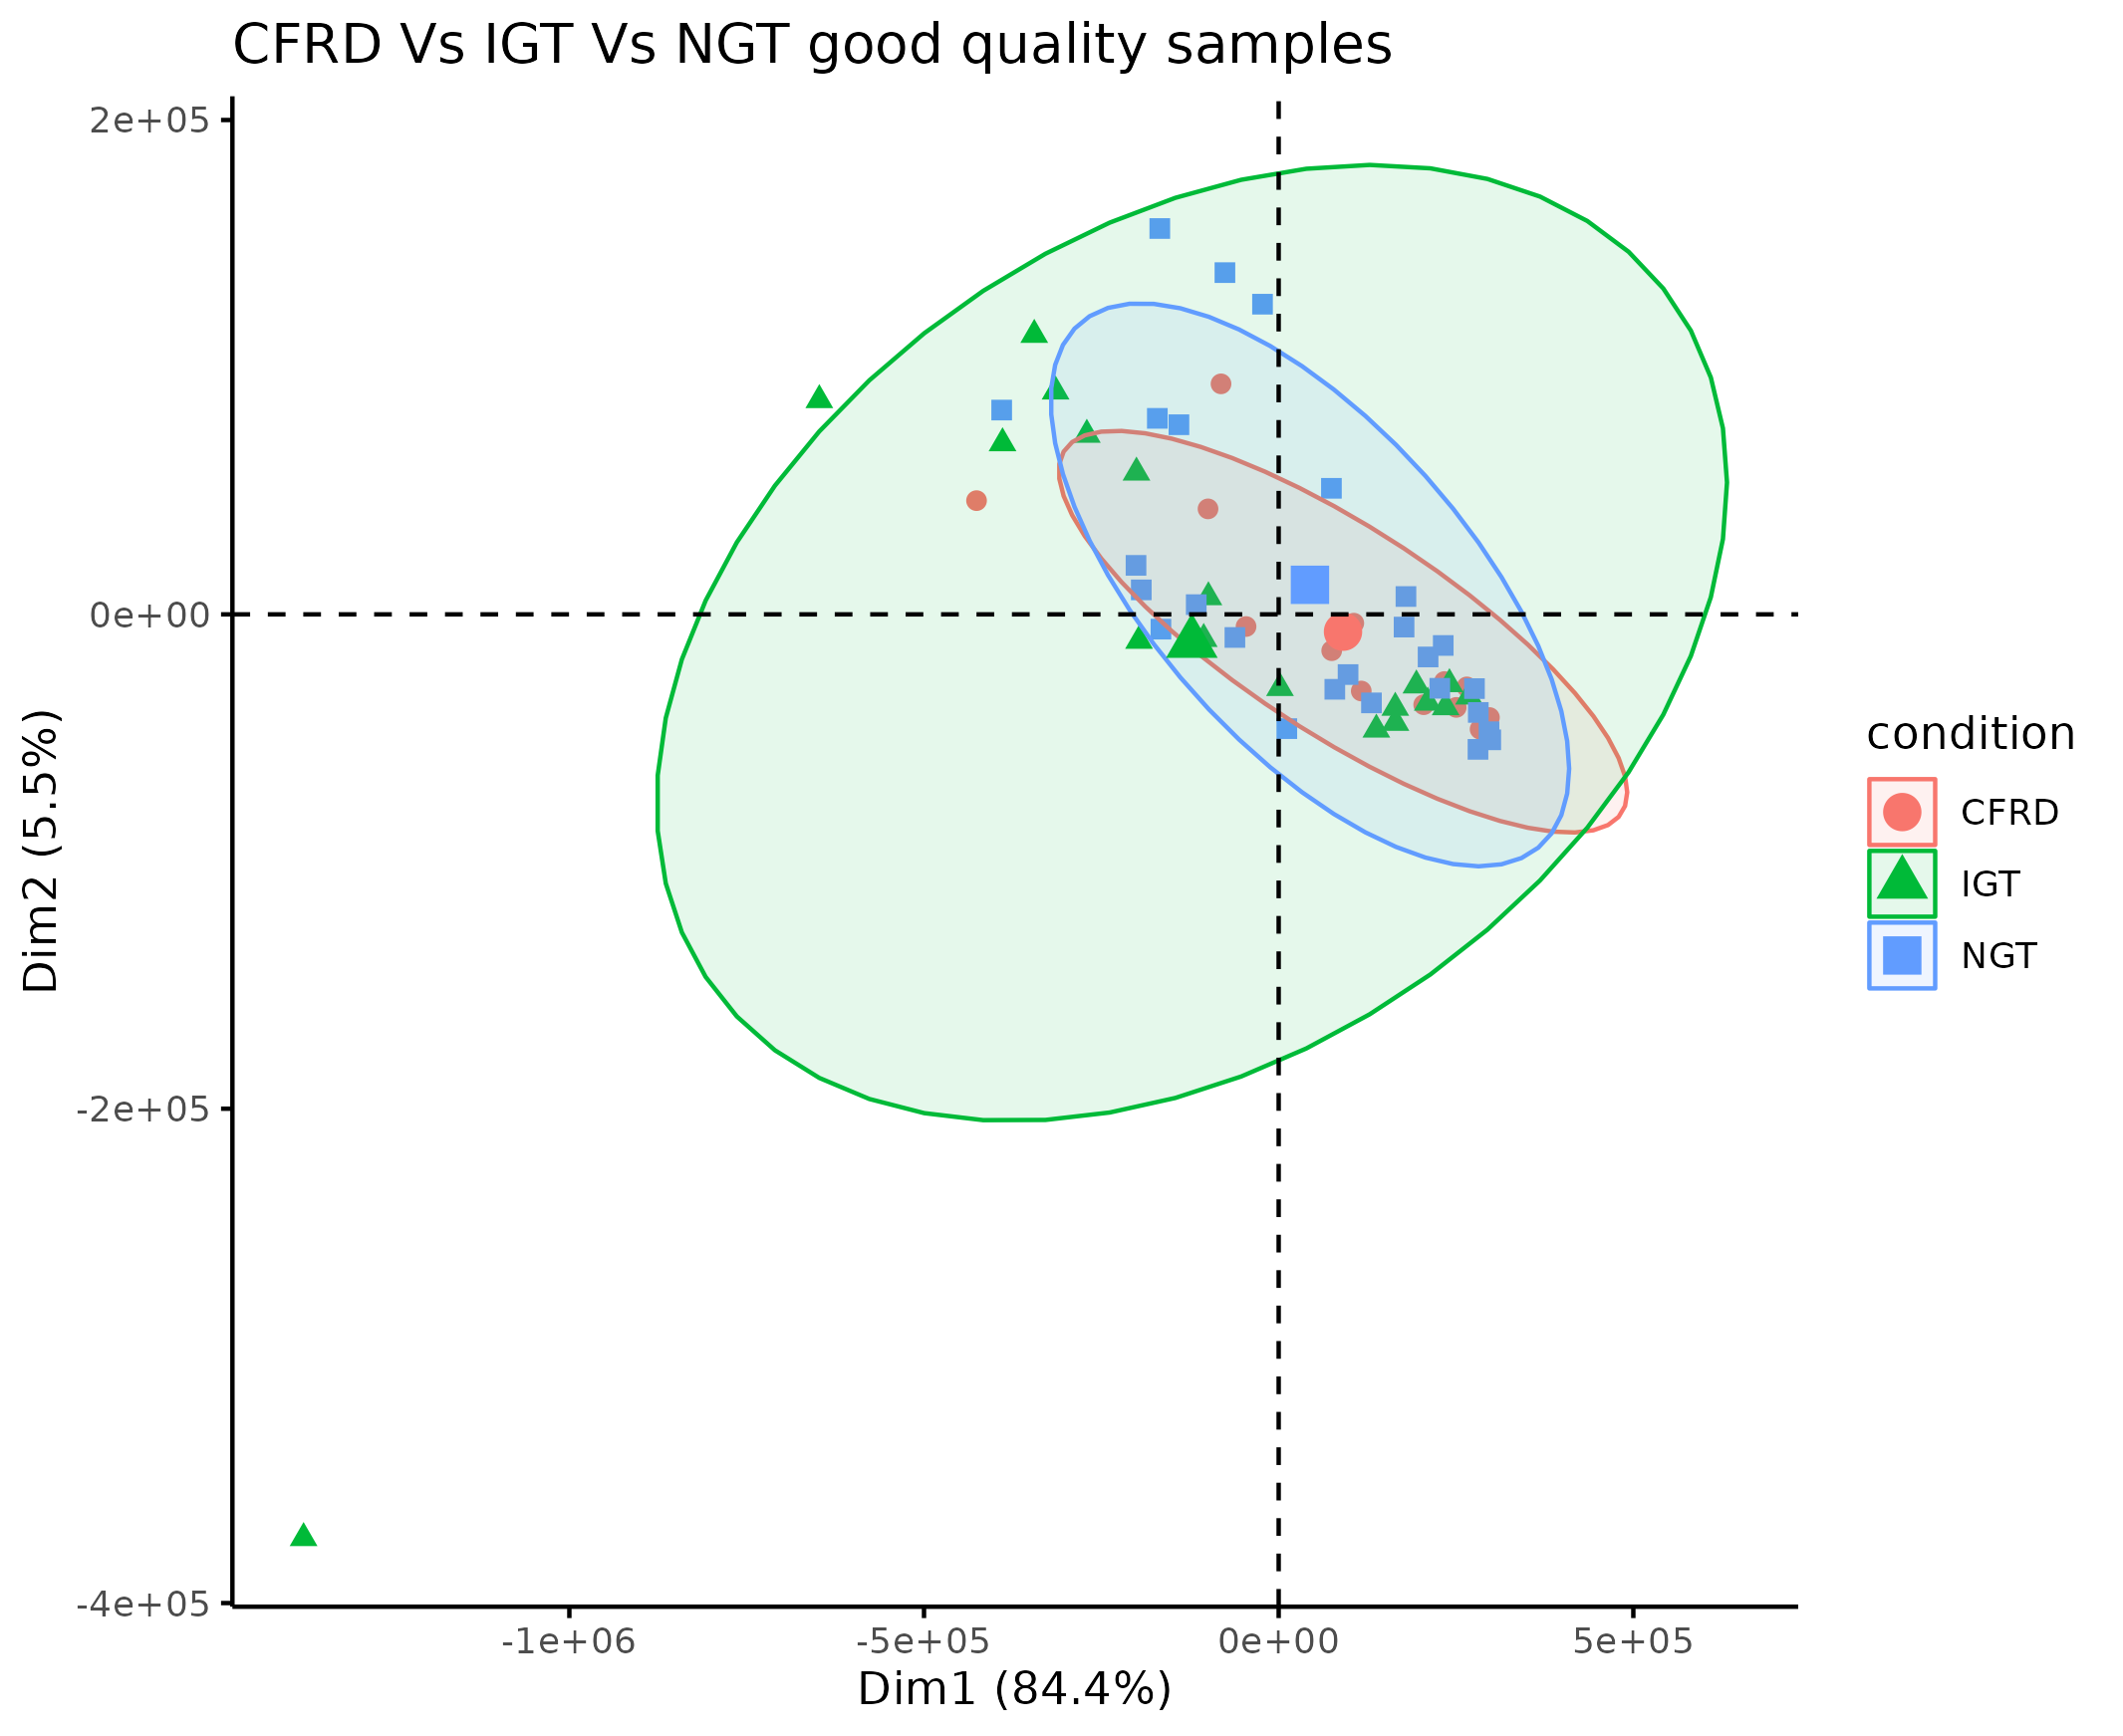 CFRD Vs IGT Vs NGT good quality samples
2e+05
0e+00
-2e+05
-4e+05
Dim2 (5.5%)
-1e+06
-5e+05
0e+00
5e+05
Dim1 (84.4%)
condition
CFRD
IGT
NGT